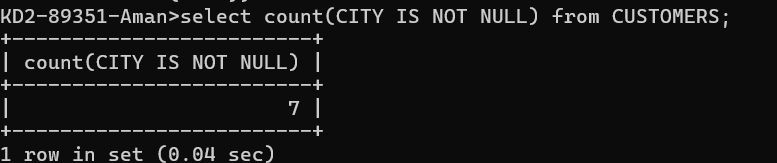 KD2-89351-Aman>select count(CITY IS NOT NULL) from CUSTOMERS;
+-------------------------+
| count(CITY IS NOT NULL) |
+-------------------------+
|                       7 |
+-------------------------+
1 row in set (0.04 sec)